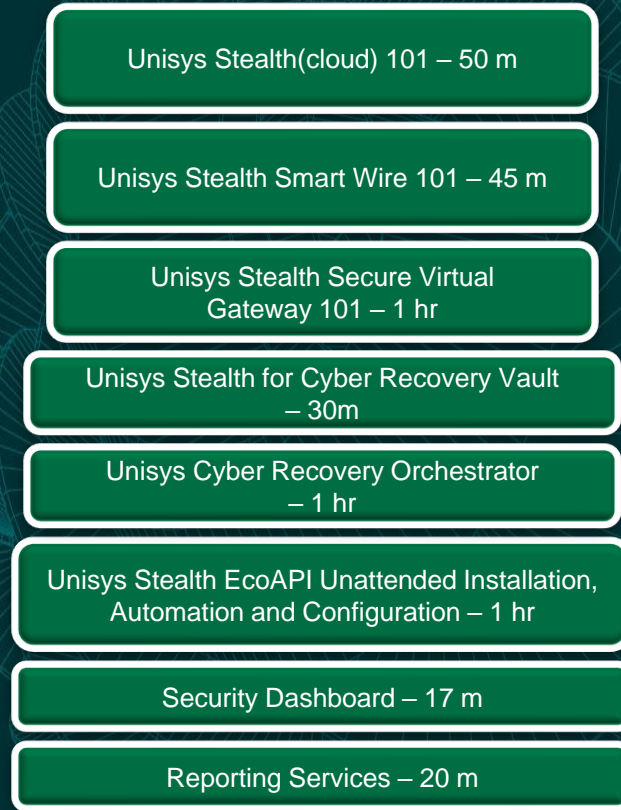 Unisys Stealth(cloud) 101 – 50 m
Unisys Stealth Smart Wire 101 – 45 m
Unisys Stealth Secure Virtual
Gateway 101 – 1 hr
Unisys Stealth for Cyber Recovery Vault
– 30m
Unisys Cyber Recovery Orchestrator
– 1 hr
Unisys Stealth EcoAPI Unattended Installation,
Automation and Configuration – 1 hr
Security Dashboard – 17 m
Reporting Services – 20 m